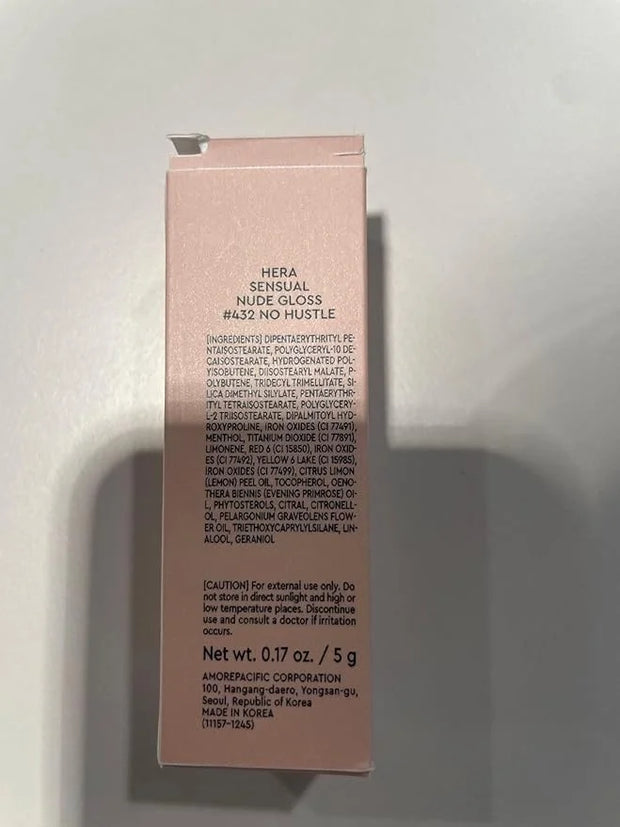 HERA
SENSUAL
NUDE GLOSS
#432 NO HUSTLE
[INGREDIENTS] DIPENTAERYTHRITYL PE-
NTAISOSTEARATE, POLYGLYCERYL-10 DE-
CAISOSTEARATE, HYDROGENATED POL-
YISOBUTENE, DIISOSTEARYL MALATE, P-
OLYBUTENE, TRIDECYL TRIMELLITATE, SI-
LICA DIMETHYL SILYLATE, PENTAERYTH-
RITYL TETRAISOSTEARATE, POLYGLYCERY-
L-2 TRIISOSTEARATE, DIPALMITOYL HYD-
ROXYPROLINE, IRON OXIDES (CI 77491),
MENTHOL, TITANIUM DIOXIDE (CI 77891),
LIMONENE, RED 6 (CI 15850), IRON OXID-
ES (CI 77492), YELLOW 6 LAKE (CI 15985),
IRON OXIDES (CI 77499), CITRUS LIMON
(LEMON) PEEL OIL, TOCOPHEROL, OENO-
THERA BIENNIS (EVENING PRIMROSE) OI-
L, PHYTOSTEROLS, CITRAL, CITRONELL-
OL, PELARGONIUM GRAVEOLENS FLOW-
ER OIL, TRIETHOXYCAPRYLYLSILANE, LIN-
ALOOL, GERANIOL
[CAUTION] For external use only. Do
not store in direct sunlight and high or
low temperature places. Discontinue
use and consult a doctor if irritation
occurs.
Net wt. 0.17 oz. / 5 g
AMOREPACIFIC CORPORATION
100, Hangang-daero, Yongsan-gu,
Seoul, Republic of Korea
MADE IN KOREA
(11157-1245)